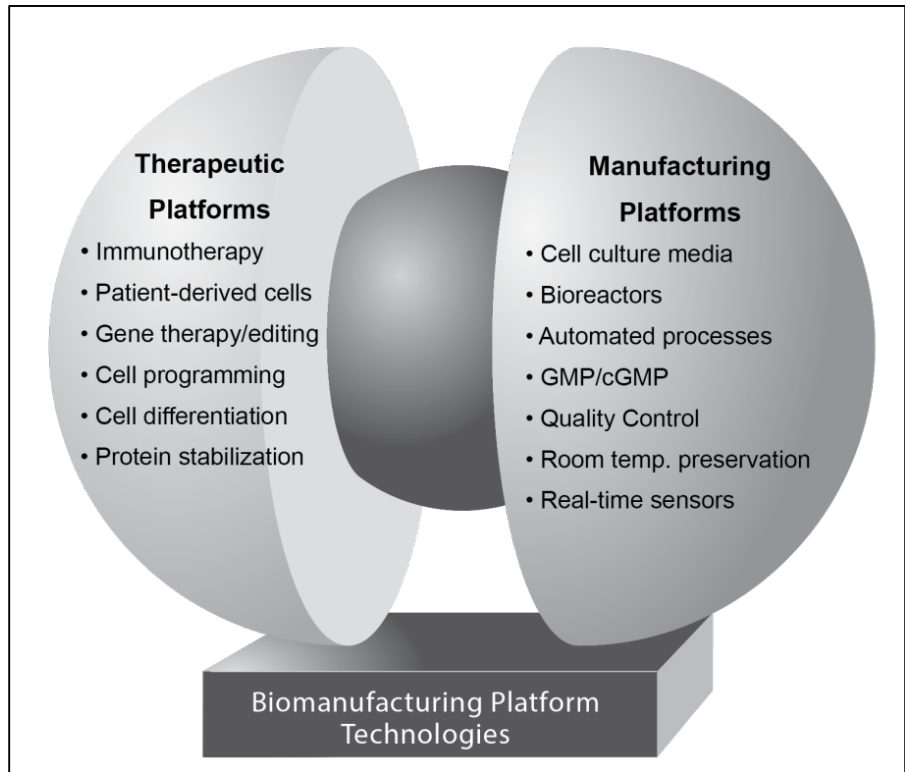 Therapeutic
Platforms
• Immunotherapy
• Patient-derived cells
• Gene therapy/editing
• Cell programming
• Cell differentiation
• Protein stabilization
Manufacturing
Platforms
• Cell culture media
• Bioreactors
• Automated processes
• GMP/cGMP
• Quality Control
• Room temp. preservation
• Real-time sensors
Biomanufacturing Platform
Technologies